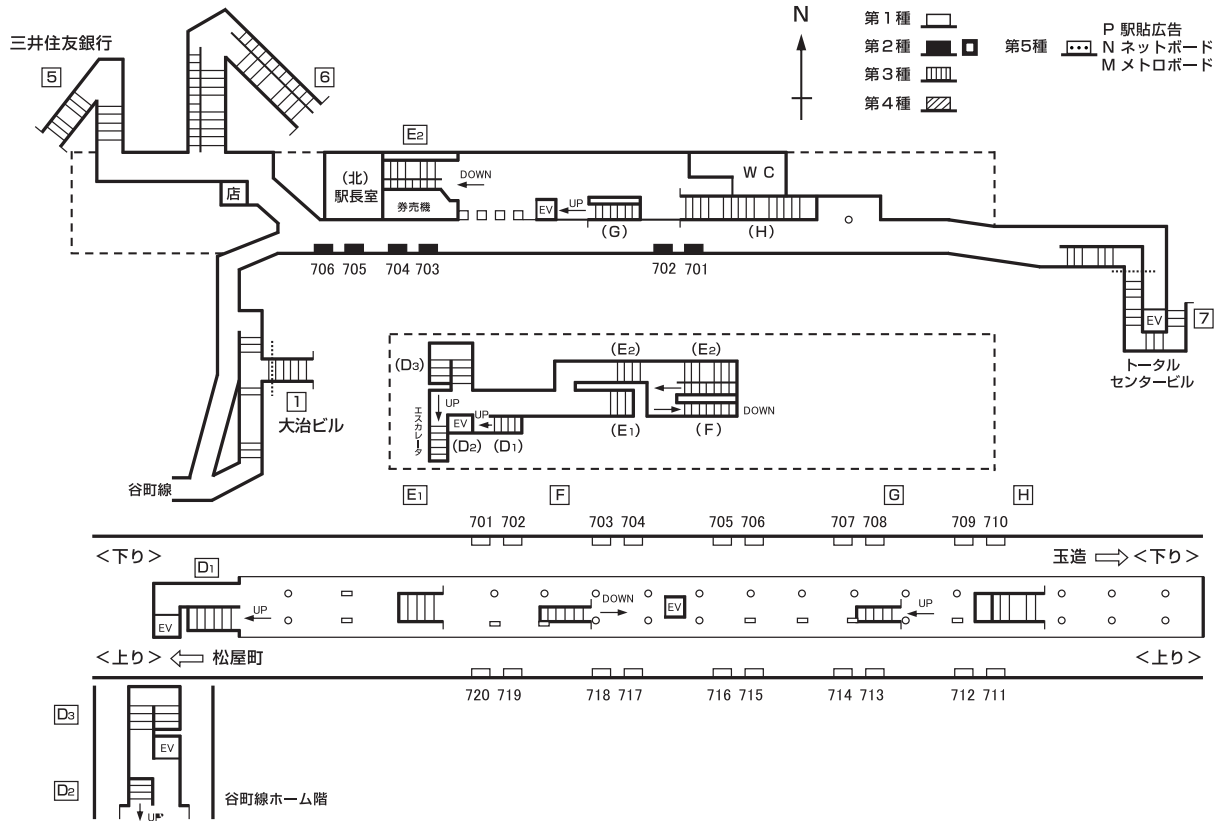 三井住友銀行
5
6
N
第1種
第2種
第3種
第4種
第5種
P 駅貼広告
N ネットボード
M メトロボード
E2
(北)
駅長室
DOWN
券売機
店
EV
UP
(G)
WC
(H)
706 705 704 703
702 701
EV
7
トータル
センタービル
1
大治ビル
谷町線
(D3)
(E2)
(E2)
UP
エスカレータ
EV
UP
(D2)
(D1)
(E1)
(F)
DOWN
E1
F
G
H
701 702
703 704
705 706
707 708
709 710
<下り>
玉造
<下り>
D1
UP
EV
DOWN
EV
UP
<上り>
松屋町
<上り>
720 719
718 717
716 715
714 713
712 711
D3
EV
D2
UP
谷町線ホーム階